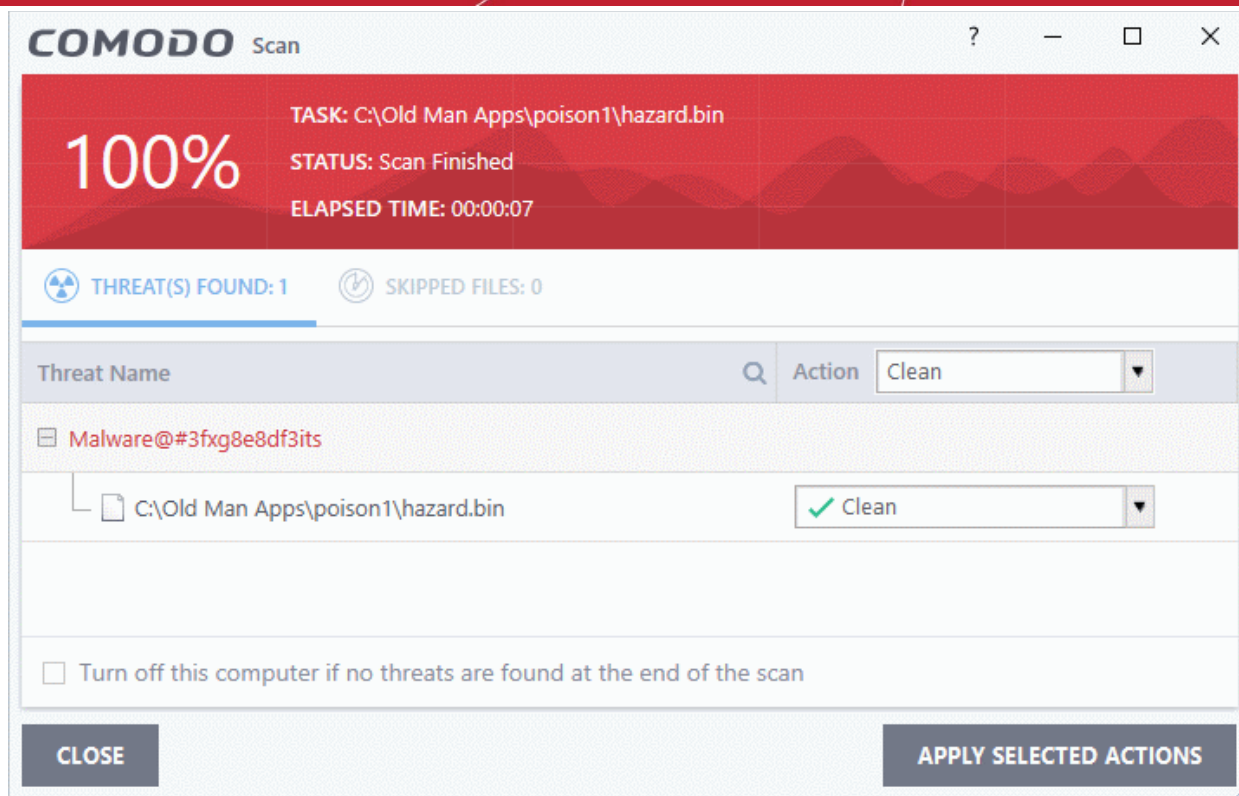 COMODO Scan
?
100%
TASK: C:\Old Man Apps\poison1\hazard.bin
STATUS: Scan Finished
ELAPSED TIME: 00:00:07
THREAT(S) FOUND: 1 SKIPPED FILES: 0
Threat Name Action Clean
Malware@#3fxg8e8df3its
C:\Old Man Apps\poison1\hazard.bin Clean
Turn off this computer if no threats are found at the end of the scan
CLOSE APPLY SELECTED ACTIONS